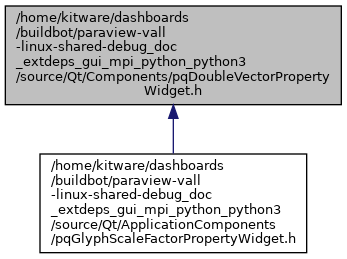 /home/kitware/dashboards
/buildbot/paraview-vall
-linux-shared-debug_doc
_extdeps_gui_mpi_python_python3
/source/Qt/Components/pqDoubleVectorProperty
Widget.h
/home/kitware/dashboards
/buildbot/paraview-vall
-linux-shared-debug_doc
_extdeps_gui_mpi_python_python3
/source/Qt/ApplicationComponents
/pqGlyphScaleFactorPropertyWidget.h